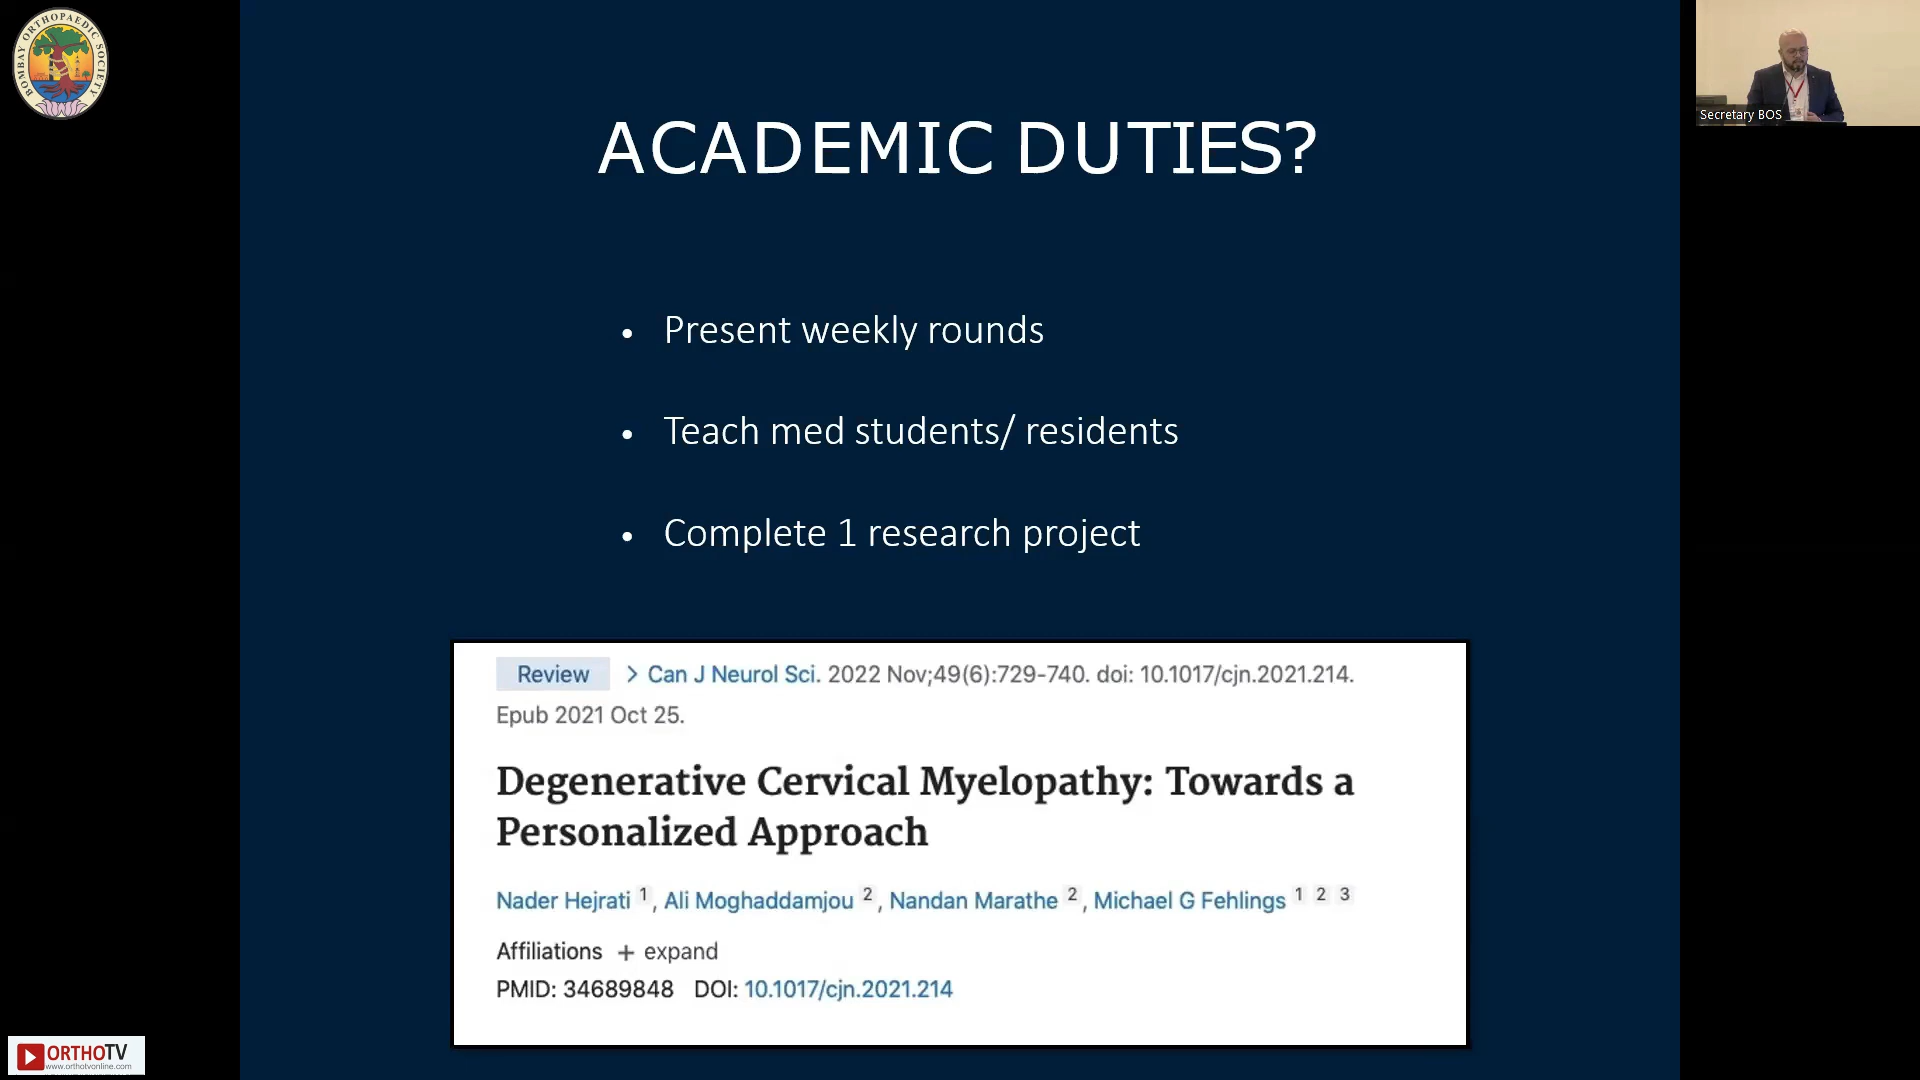 BOMBAY ORTHOPAEDIC SOCIETY
Secretary BOS
ACADEMIC DUTIES?
• Present weekly rounds
• Teach med students/ residents
• Complete 1 research project
Review > Can J Neurol Sci. 2022 Nov;49(6):729-740. doi: 10.1017/cjn.2021.214.
Epub 2021 Oct 25.
Degenerative Cervical Myelopathy: Towards a
Personalized Approach
Nader Hejrati 1, Ali Moghaddamjou 2, Nandan Marathe 2, Michael G Fehlings 1 2 3
Affiliations + expand
PMID: 34689848 DOI: 10.1017/cjn.2021.214
ORTHOTV
www.orthotvonline.com